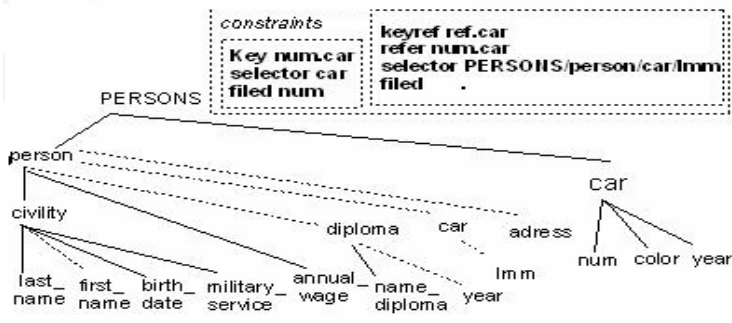 constraints
Key num.car
selector car
filed num
keyref ref.car
refer num.car
selector PERSONS/person/car/Imm
filed .
PERSONS
person
car
civility
diploma
car
adress
num
color
year
last_
name
first_
name
birth_
date
military_
service
annual_
wage
name_
diploma
year
Imm